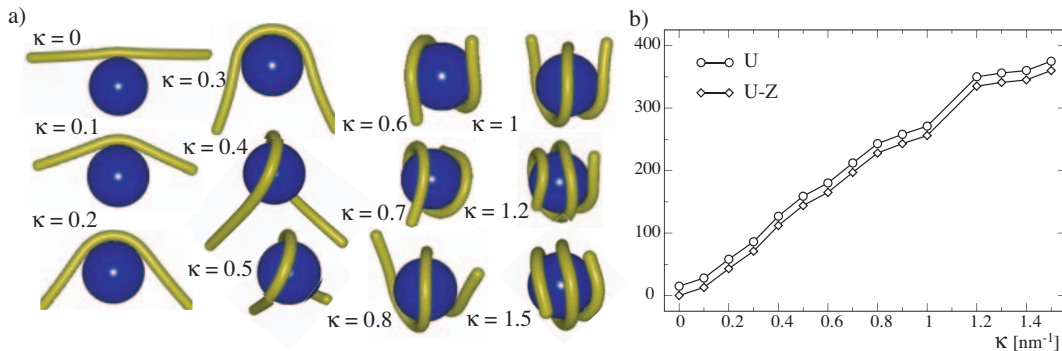 a)
κ = 0
κ = 0.1
κ = 0.2
κ = 0.3
κ = 0.4
κ = 0.5
κ = 0.6
κ = 0.7
κ = 0.8
κ = 1
κ = 1.2
κ = 1.5
b)
400
300
200
100
0
U
U-Z
0 0.2 0.4 0.6 0.8 1 1.2 1.4
κ [nm⁻¹]